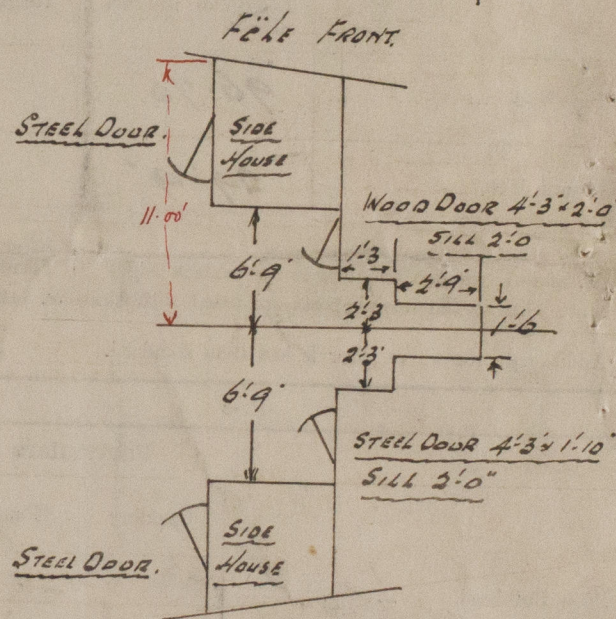 FË'LE FRONT.
STEEL DOOR.
SIDE
HOUSE
11.00'
WOOD DOOR 4'-3" x 2'-0
SILL 2'-0
1'-3
2'-9"
6'-9"
2'-3
1'-6
2'-3"
6'-9"
STEEL DOOR 4'-3" x 1'-10"
SILL 2'-0"
SIDE
HOUSE
STEEL DOOR.